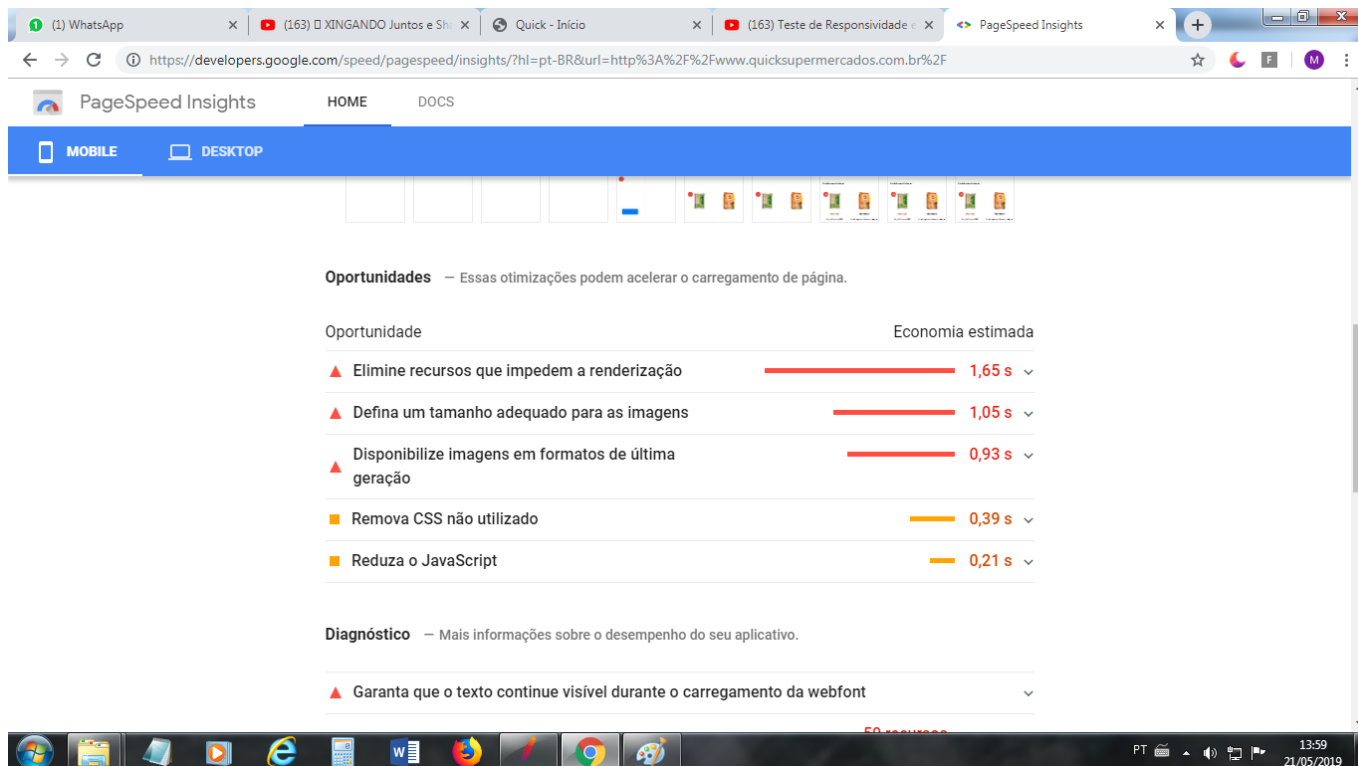 (1) WhatsApp
(163) XINGANDO Juntos e Sh
Quick - Início
(163) Teste de Responsividade e
PageSpeed Insights
https://developers.google.com/speed/pagespeed/insights/?hl=pt-BR&url=http%3A%2F%2Fwww.quicksupermercados.com.br%2F
F
M
PageSpeed Insights
HOME
DOCS
MOBILE
DESKTOP
Oportunidades — Essas otimizações podem acelerar o carregamento de página.
Oportunidade
Economia estimada
Elimine recursos que impedem a renderização
1,65 s
Defina um tamanho adequado para as imagens
1,05 s
Disponibilize imagens em formatos de última
geração
0,93 s
Remova CSS não utilizado
0,39 s
Reduza o JavaScript
0,21 s
Diagnóstico — Mais informações sobre o desempenho do seu aplicativo.
Garanta que o texto continue visível durante o carregamento da webfont
PT
13:59
21/05/2019